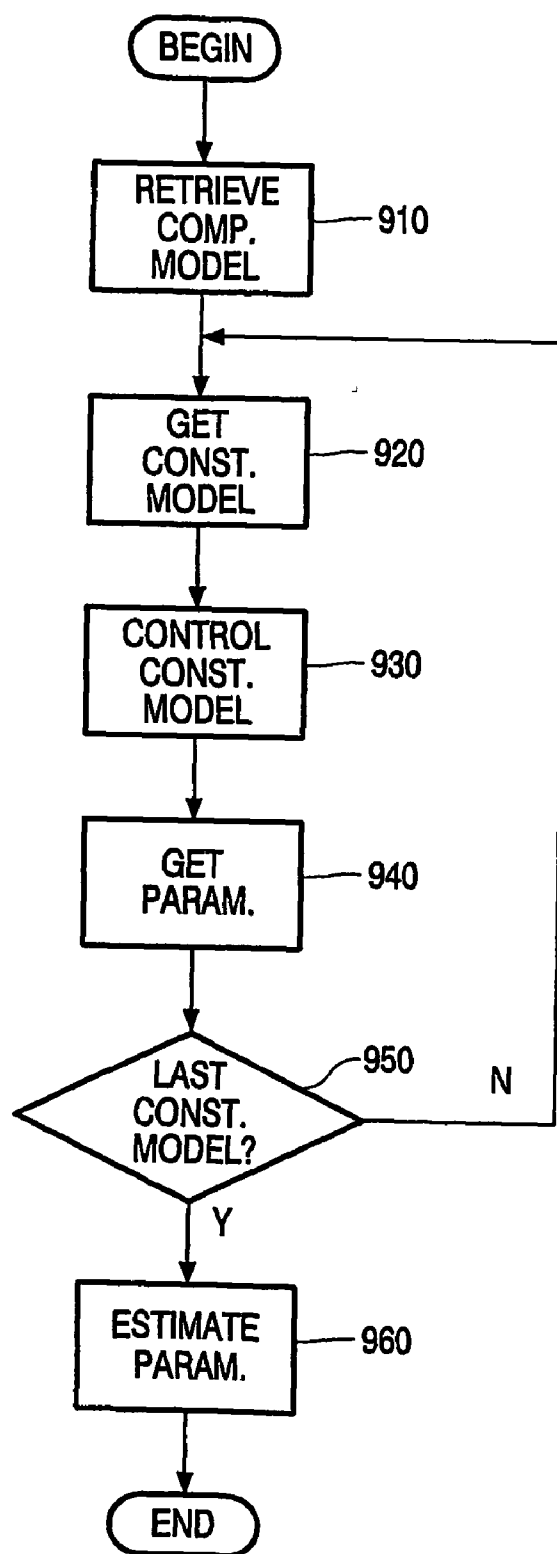 BEGIN
RETRIEVE
COMP.
MODEL
910
GET
CONST.
MODEL
920
CONTROL
CONST.
MODEL
930
GET
PARAM.
940
LAST
CONST.
MODEL?
950
N
Y
ESTIMATE
PARAM.
960
END